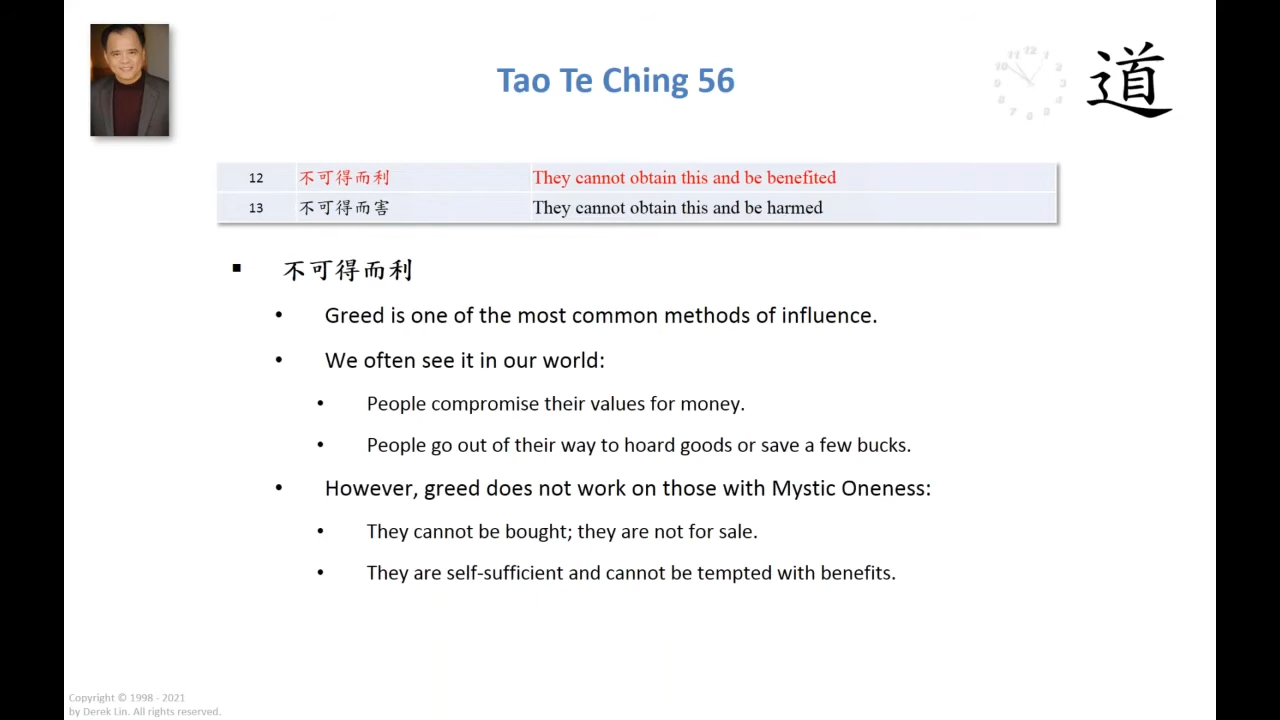 Tao Te Ching 56
道
12 不可得而利 They cannot obtain this and be benefited
13 不可得而害 They cannot obtain this and be harmed
▪ 不可得而利
• Greed is one of the most common methods of influence.
• We often see it in our world:
• People compromise their values for money.
• People go out of their way to hoard goods or save a few bucks.
• However, greed does not work on those with Mystic Oneness:
• They cannot be bought; they are not for sale.
• They are self-sufficient and cannot be tempted with benefits.
Copyright © 1998 - 2021
by Derek Lin. All rights reserved.